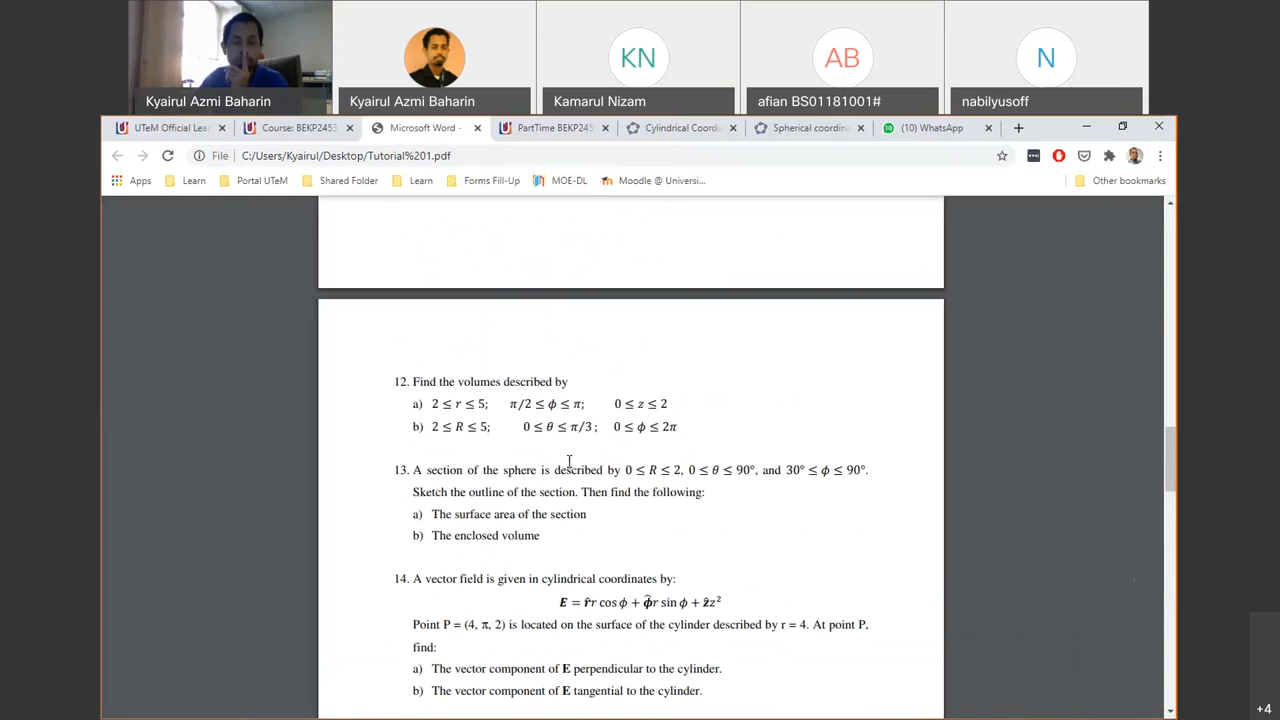 KN
AB
N
Kyairul Azmi Baharin
Kyairul Azmi Baharin
Kamarul Nizam
afian BS01181001#
nabilyusoff
UTeM Official Lea
Course: BEKP2453
Microsoft Word -
PartTime BEKP2453
Cylindrical Coordi
Spherical coordina
(10) WhatsApp
File
C:/Users/Kyairul/Desktop/Tutorial%201.pdf
Apps
Learn
Portal UTeM
Shared Folder
Learn
Forms Fill-Up
MOE-DL
Moodle @ Universi...
Other bookmarks
12. Find the volumes described by
a) 2 ≤ r ≤ 5; π/2 ≤ ϕ ≤ π; 0 ≤ z ≤ 2
b) 2 ≤ R ≤ 5; 0 ≤ θ ≤ π/3 ; 0 ≤ ϕ ≤ 2π
13. A section of the sphere is described by 0 ≤ R ≤ 2, 0 ≤ θ ≤ 90°, and 30° ≤ ϕ ≤ 90°.
Sketch the outline of the section. Then find the following:
a) The surface area of the section
b) The enclosed volume
14. A vector field is given in cylindrical coordinates by:
E = r̂r cos ϕ + ϕ̂r sin ϕ + ẑz²
Point P = (4, π, 2) is located on the surface of the cylinder described by r = 4. At point P,
find:
a) The vector component of E perpendicular to the cylinder.
b) The vector component of E tangential to the cylinder.
+4